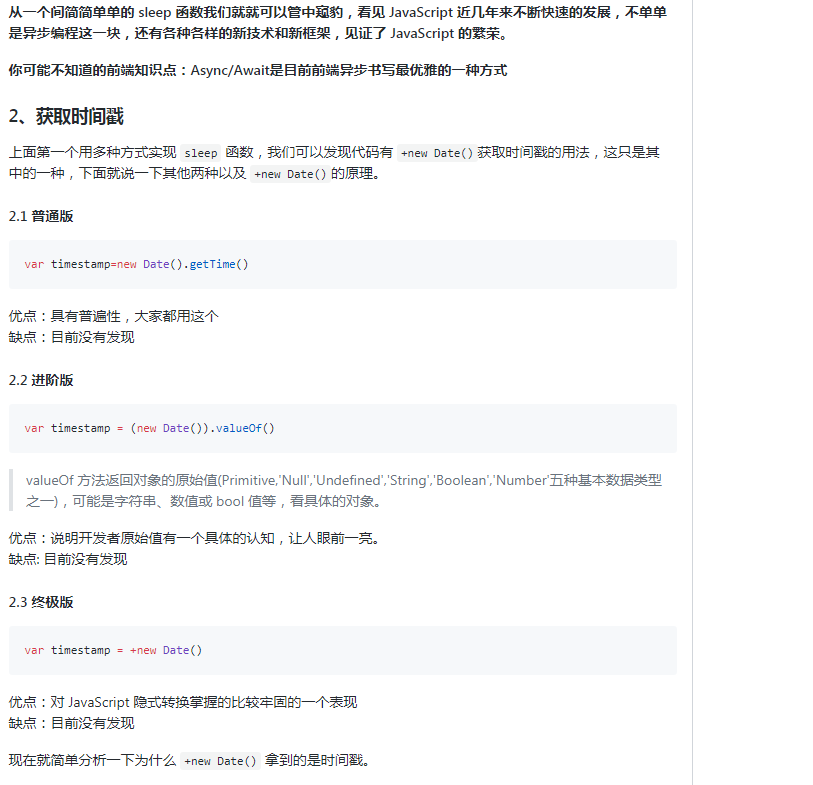 从一个间简简单单的 sleep 函数我们就就可以管中窥豹，看见 JavaScript 近几年来不断快速的发展，不单单
是异步编程这一块，还有各种各样的新技术和新框架，见证了 JavaScript 的繁荣。
你可能不知道的前端知识点：Async/Await是目前前端异步书写最优雅的一种方式
2、获取时间戳
上面第一个用多种方式实现 sleep 函数，我们可以发现代码有 +new Date() 获取时间戳的用法，这只是其
中的一种，下面就说一下其他两种以及 +new Date() 的原理。
2.1 普通版
var timestamp=new Date().getTime()
优点：具有普遍性，大家都用这个
缺点：目前没有发现
2.2 进阶版
var timestamp = (new Date()).valueOf()
valueOf 方法返回对象的原始值(Primitive,'Null','Undefined','String','Boolean','Number'五种基本数据类型
之一)，可能是字符串、数值或 bool 值等，看具体的对象。
优点：说明开发者原始值有一个具体的认知，让人眼前一亮。
缺点: 目前没有发现
2.3 终极版
var timestamp = +new Date()
优点：对 JavaScript 隐式转换掌握的比较牢固的一个表现
缺点：目前没有发现
现在就简单分析一下为什么 +new Date() 拿到的是时间戳。